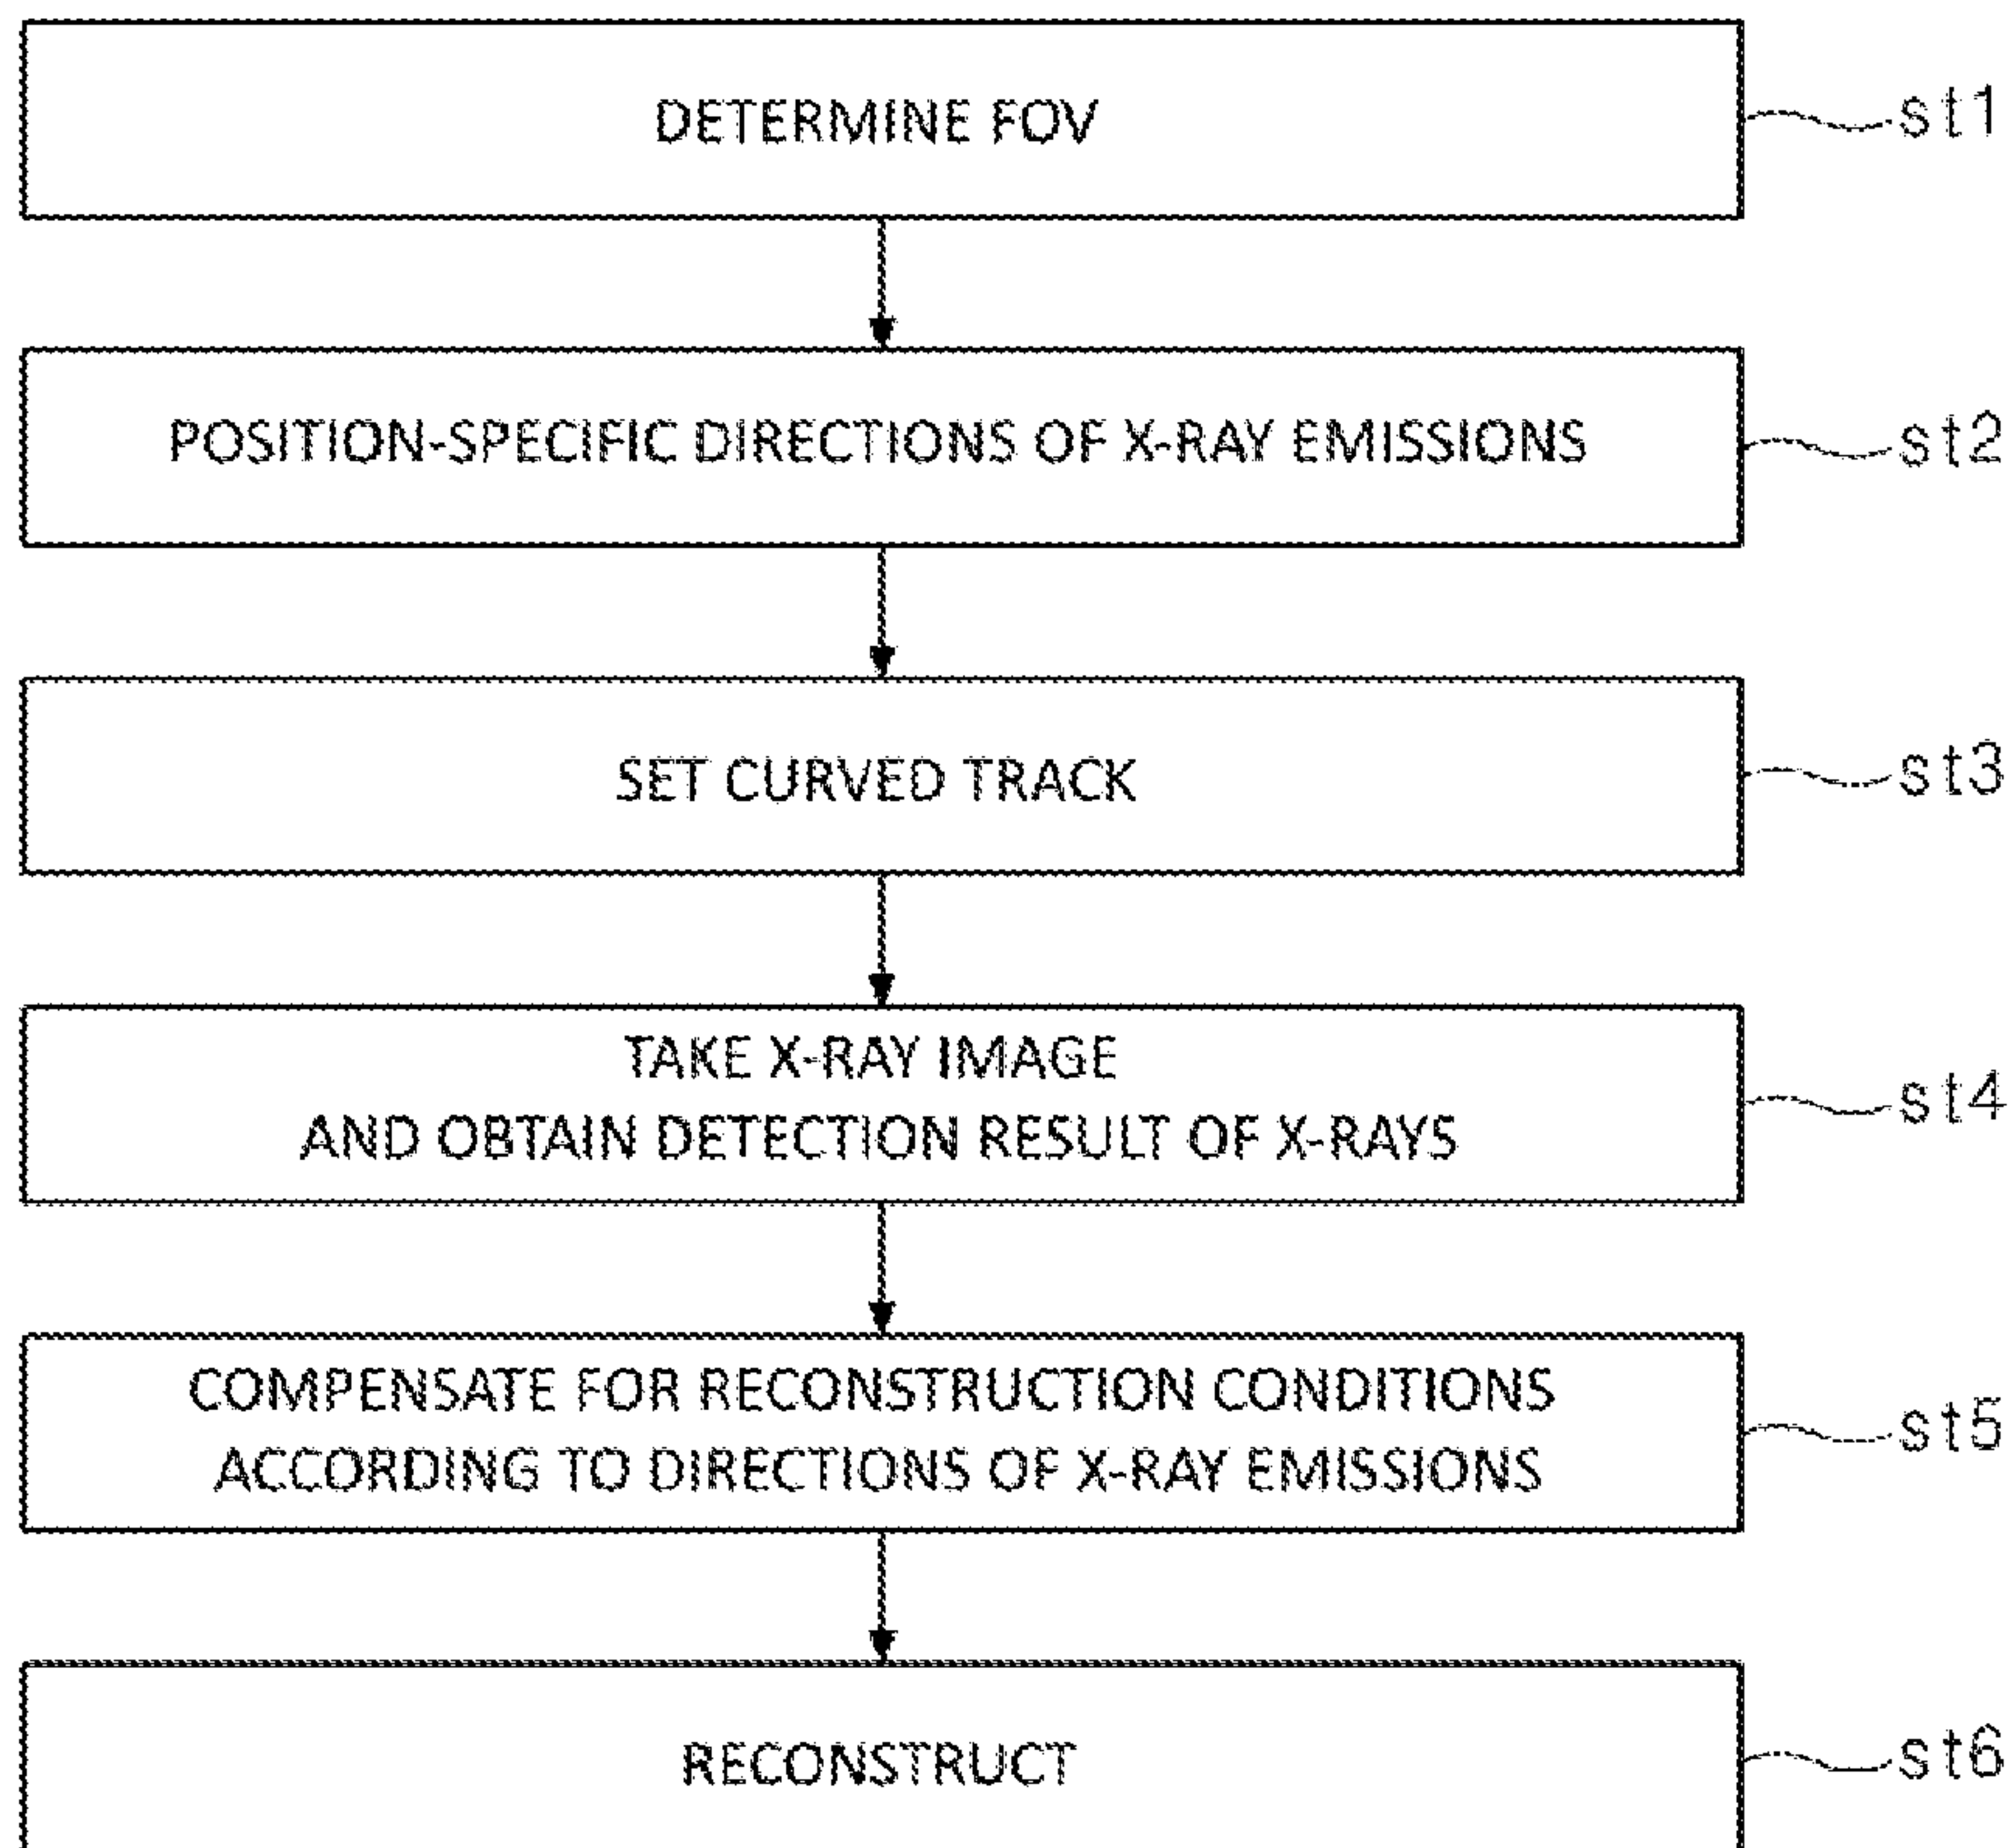 DETERMINE FOV
st1
POSITION-SPECIFIC DIRECTIONS OF X-RAY EMISSIONS
st2
SET CURVED TRACK
st3
TAKE X-RAY IMAGE
AND OBTAIN DETECTION RESULT OF X-RAYS
st4
COMPENSATE FOR RECONSTRUCTION CONDITIONS
ACCORDING TO DIRECTIONS OF X-RAY EMISSIONS
st5
RECONSTRUCT
st6